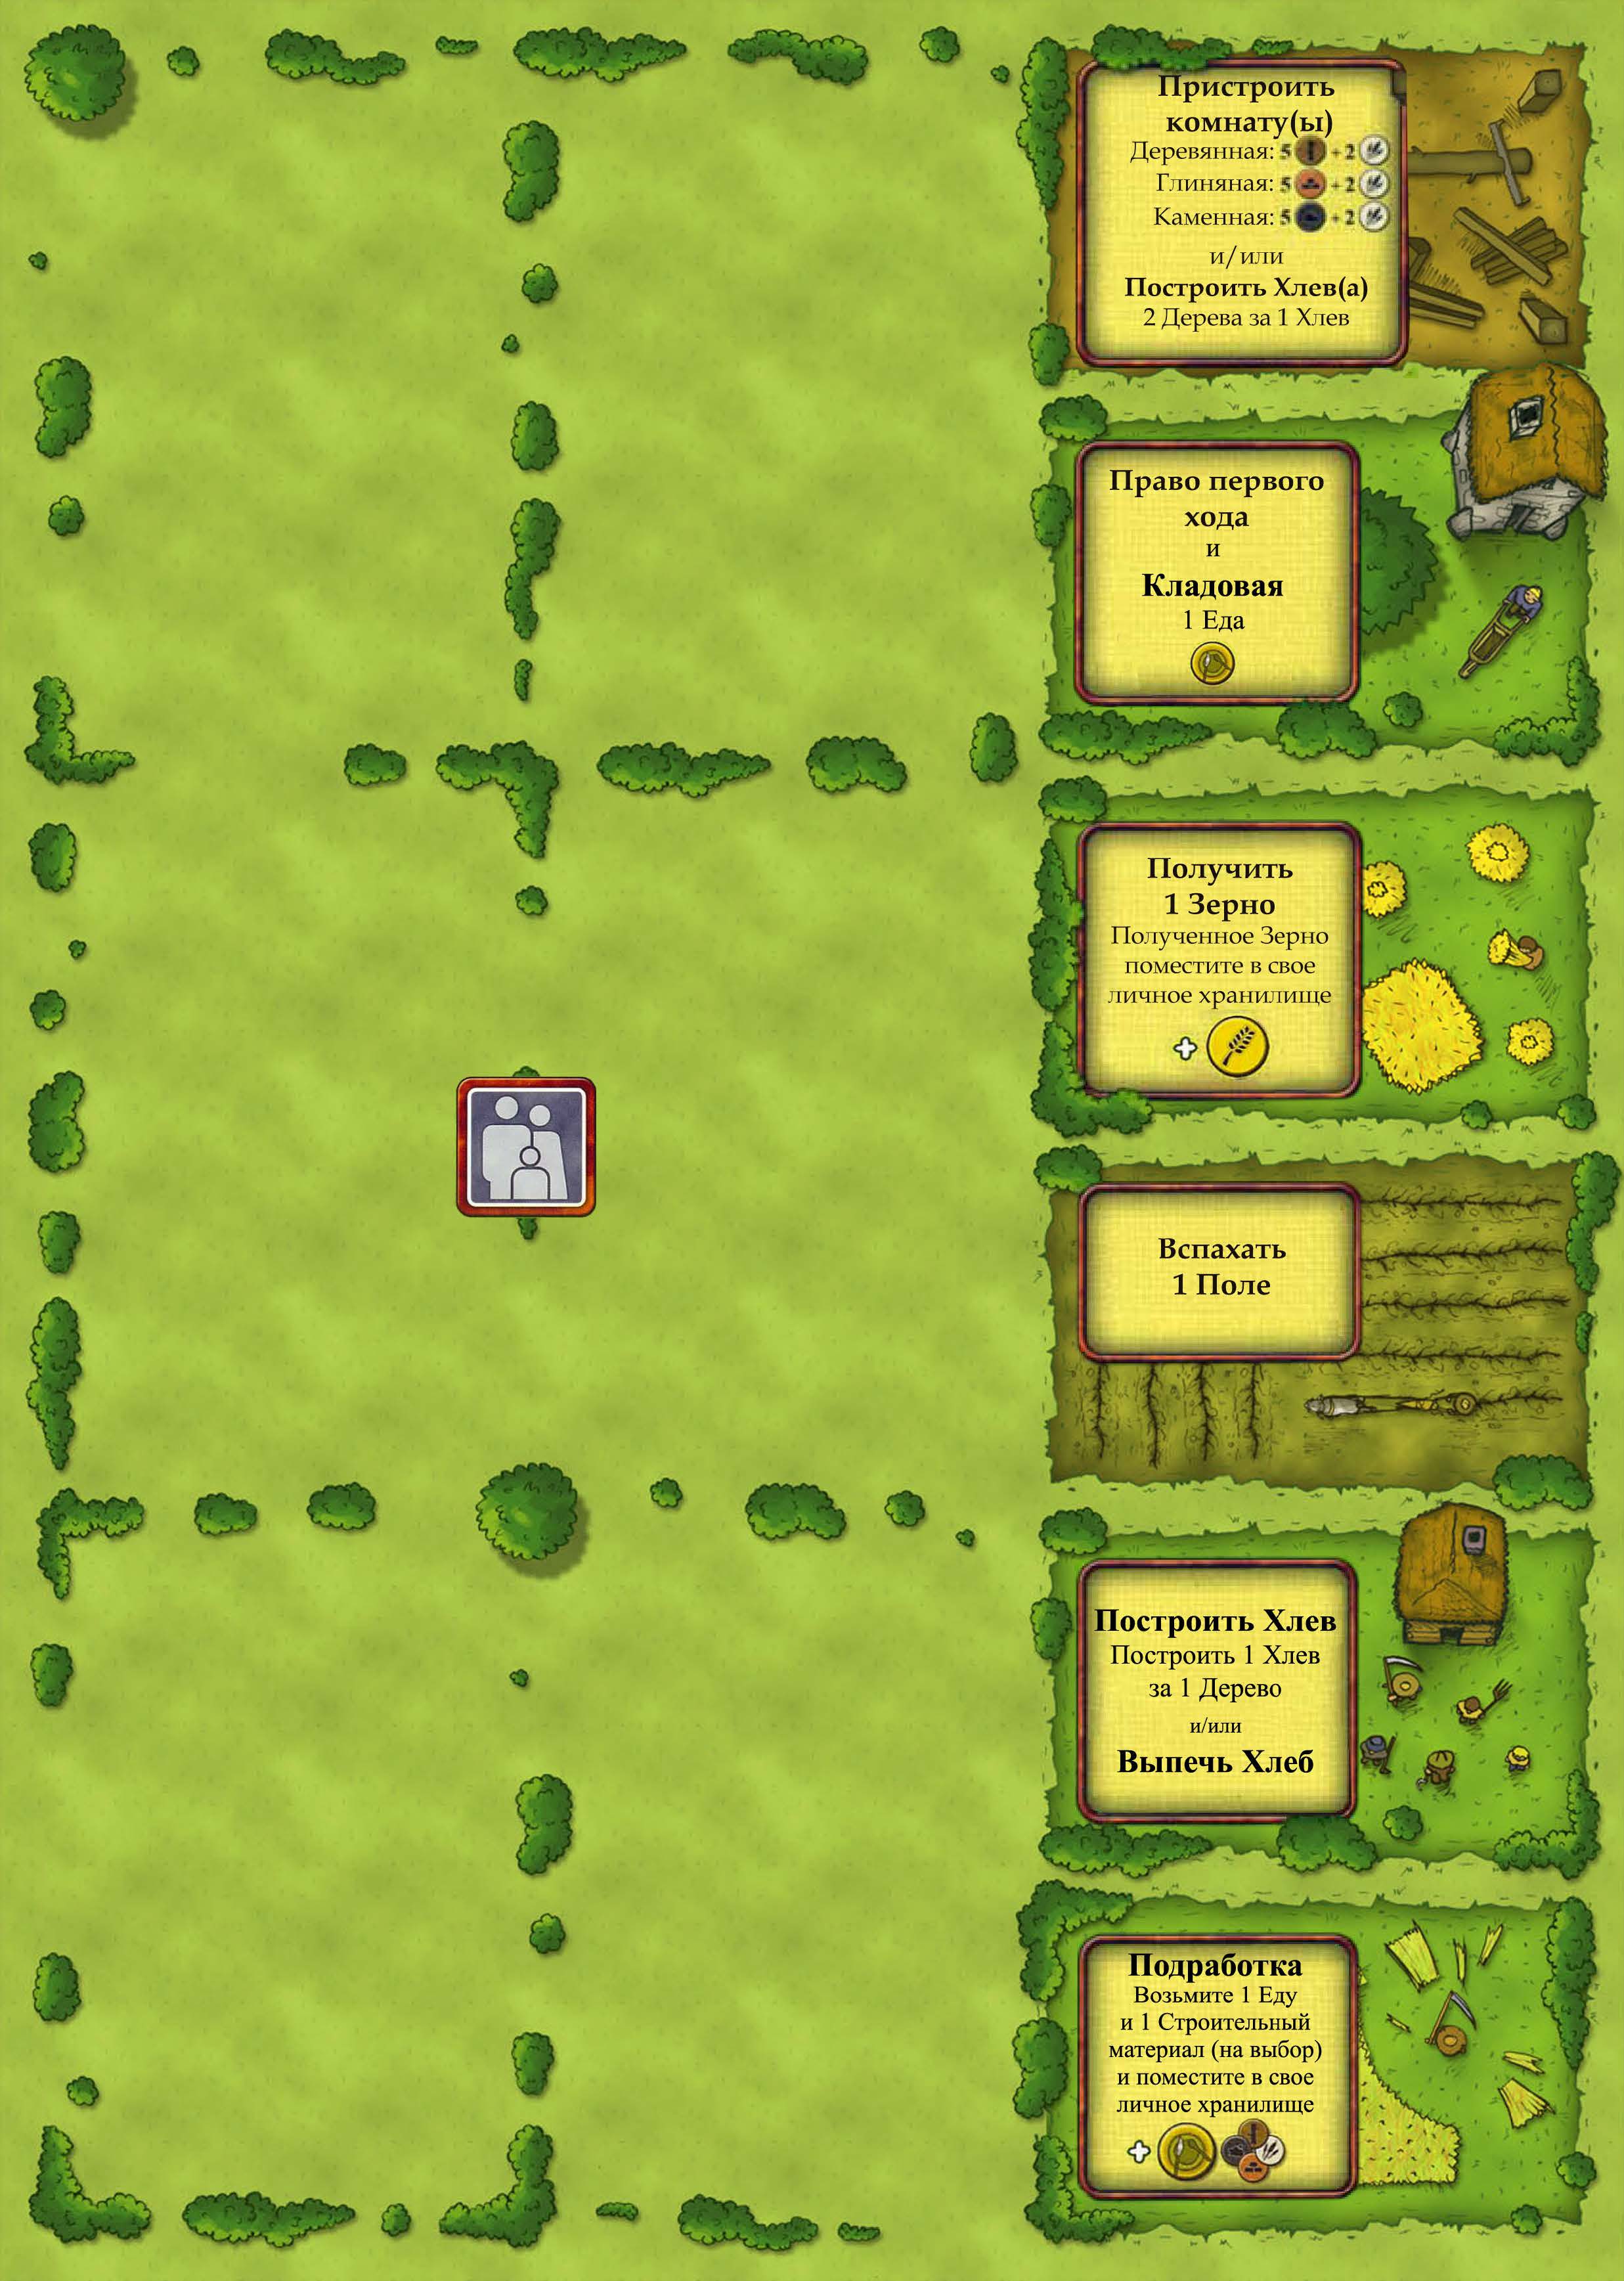 Пристроить
комнату(ы)
Деревянная: 5 + 2
Глиняная: 5 + 2
Каменная: 5 + 2
и/или
Построить Хлев(а)
2 Дерева за 1 Хлев
Право первого
хода
и
Кладовая
1 Еда
Получить
1 Зерно
Полученное Зерно
поместите в свое
личное хранилище
+
Вспахать
1 Поле
Построить Хлев
Построить 1 Хлев
за 1 Дерево
и/или
Выпечь Хлеб
Подработка
Возьмите 1 Еду
и 1 Строительный
материал (на выбор)
и поместите в свое
личное хранилище
+